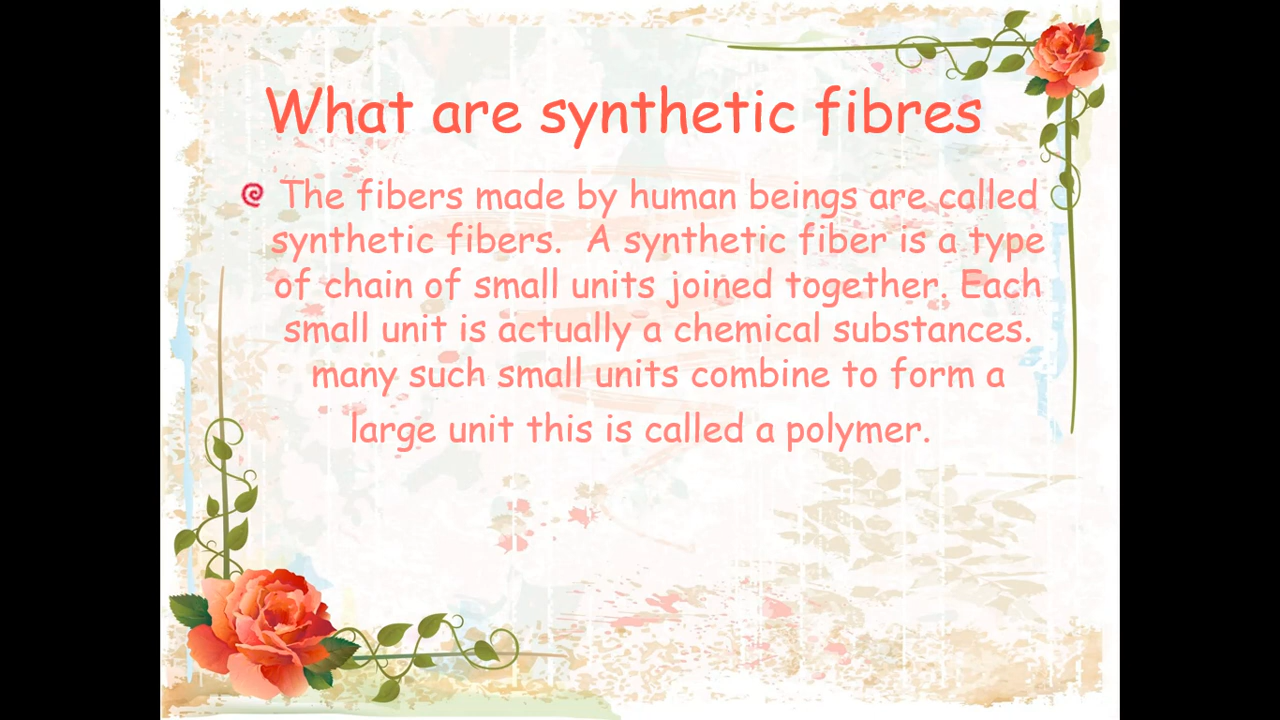 What are synthetic fibres
The fibers made by human beings are called
synthetic fibers.  A synthetic fiber is a type
of chain of small units joined together. Each
small unit is actually a chemical substances.
many such small units combine to form a
large unit this is called a polymer.